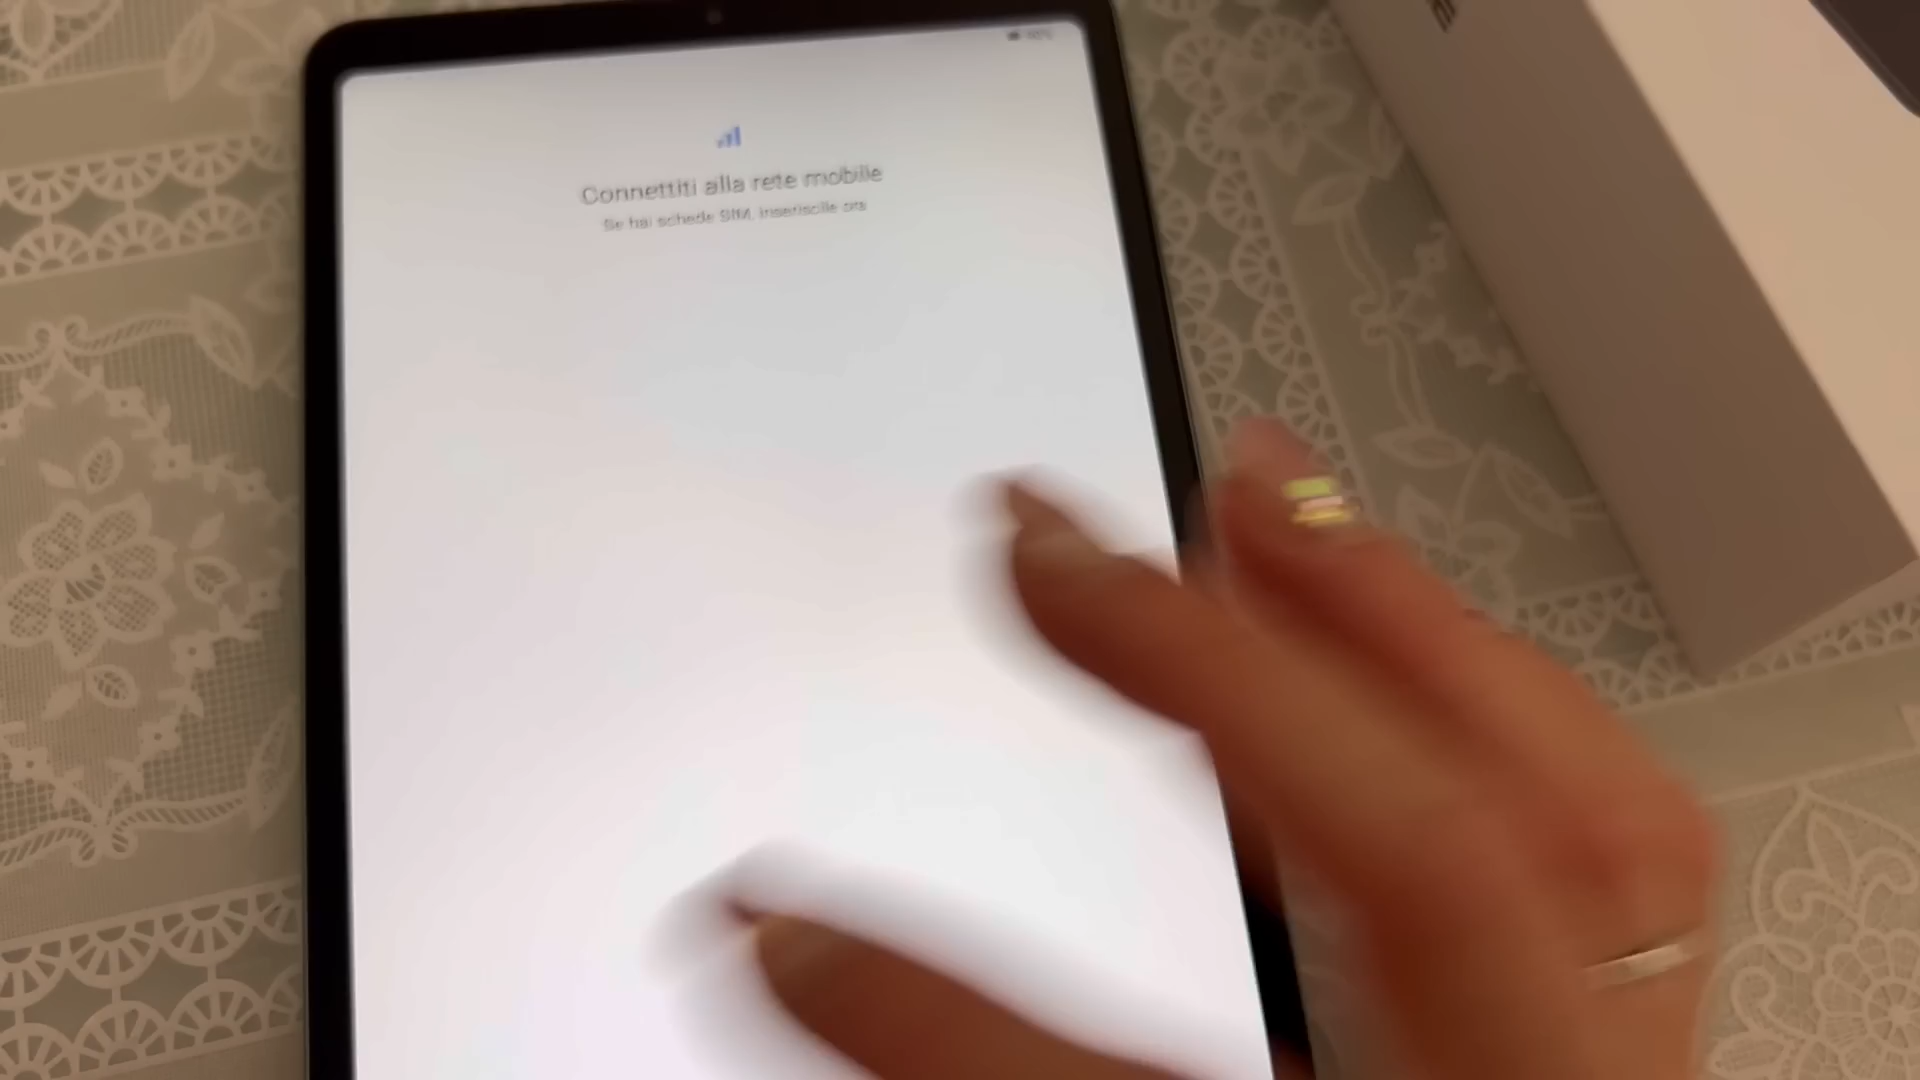 Connettiti alla rete mobile
Se hai schede SIM, inseriscile ora